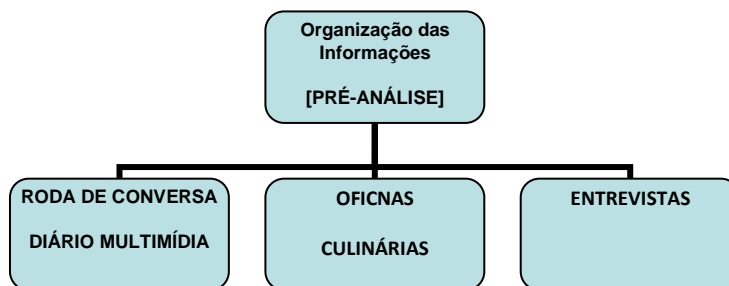 Organização das
Informações
[PRÉ-ANÁLISE]
RODA DE CONVERSA
DIÁRIO MULTIMÍDIA
OFICNAS
CULINÁRIAS
ENTREVISTAS